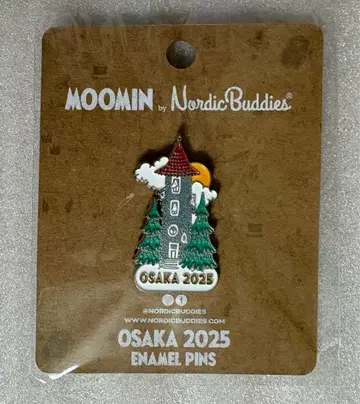 MOOMIN by NordicBuddies®
OSAKA 2025
@NORDICBUDDIES
WWW.NORDICBUDDIES.COM
OSAKA 2025
ENAMEL PINS